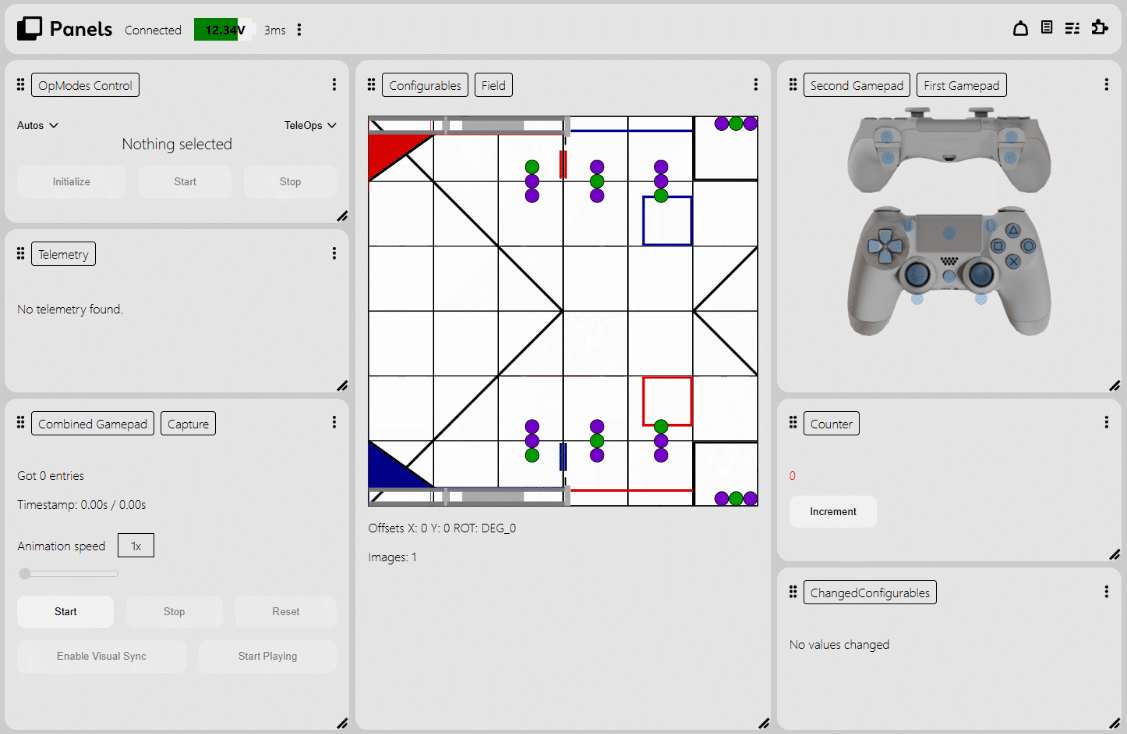 Panels Connected 12.34V 3ms
OpModes Control
Autos TeleOps
Nothing selected
Initialize Start Stop
Telemetry
No telemetry found.
Combined Gamepad Capture
Got 0 entries
Timestamp: 0.00s / 0.00s
Animation speed 1x
Start Stop Reset
Enable Visual Sync Start Playing
Configurables Field
Offsets X: 0 Y: 0 ROT: DEG_0
Images: 1
Second Gamepad First Gamepad
Counter
0
Increment
ChangedConfigurables
No values changed